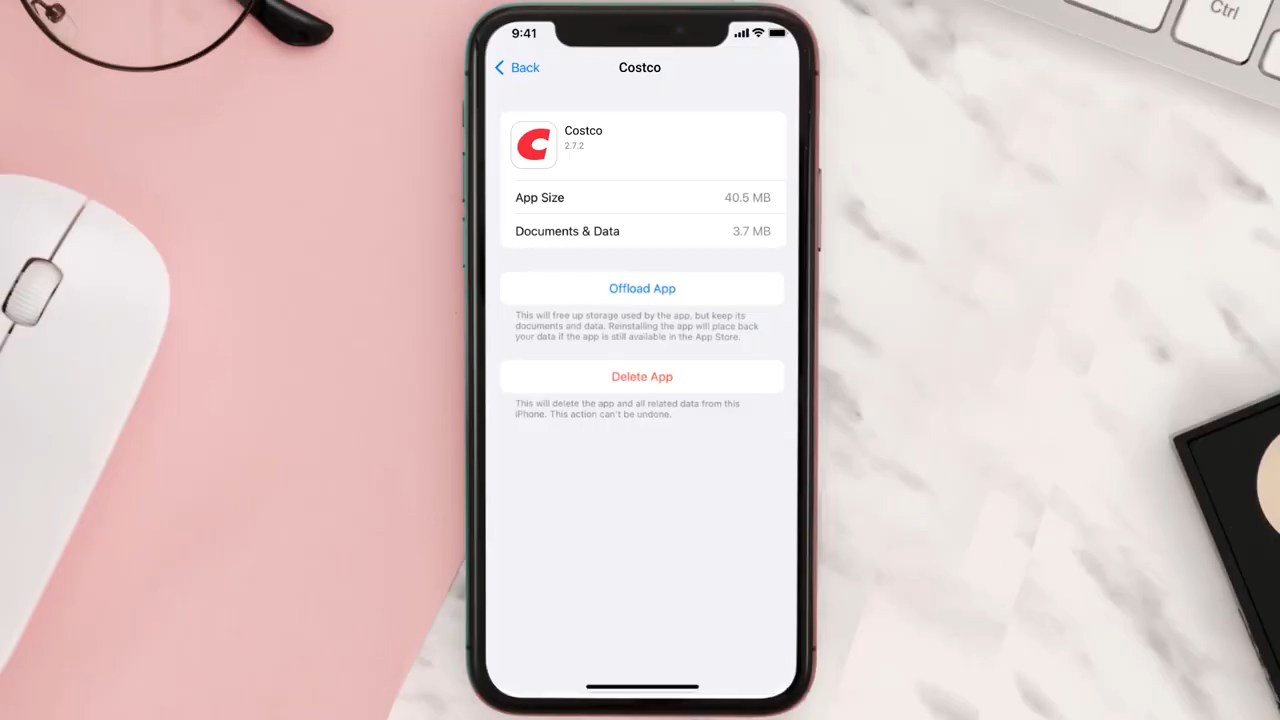 Ctrl
9:41
Back
Costco
Costco
2.7.2
App Size 40.5 MB
Documents & Data 3.7 MB
Offload App
This will free up storage used by the app, but keep its
documents and data. Reinstalling the app will place back
your data if the app is still available in the App Store.
Delete App
This will delete the app and all related data from this
iPhone. This action can't be undone.